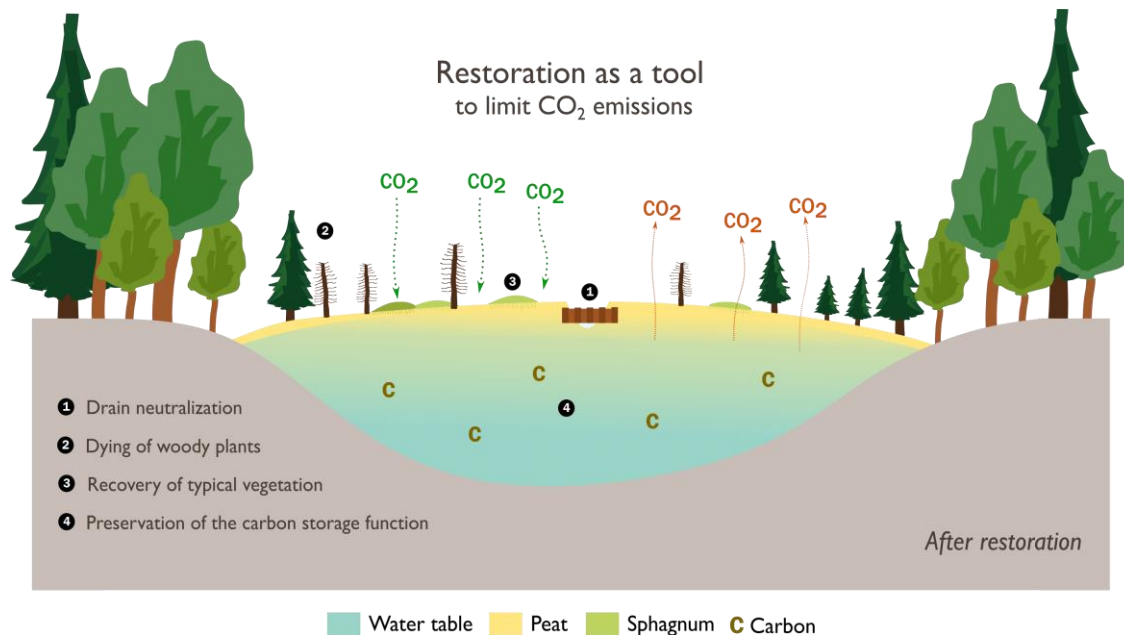 Restoration as a tool
to limit CO₂ emissions
CO₂
CO₂
CO₂
CO₂
CO₂
CO₂
2
3
1
C
C
C
4
C
C
1 Drain neutralization
2 Dying of woody plants
3 Recovery of typical vegetation
4 Preservation of the carbon storage function
After restoration
Water table
Peat
Sphagnum
C Carbon